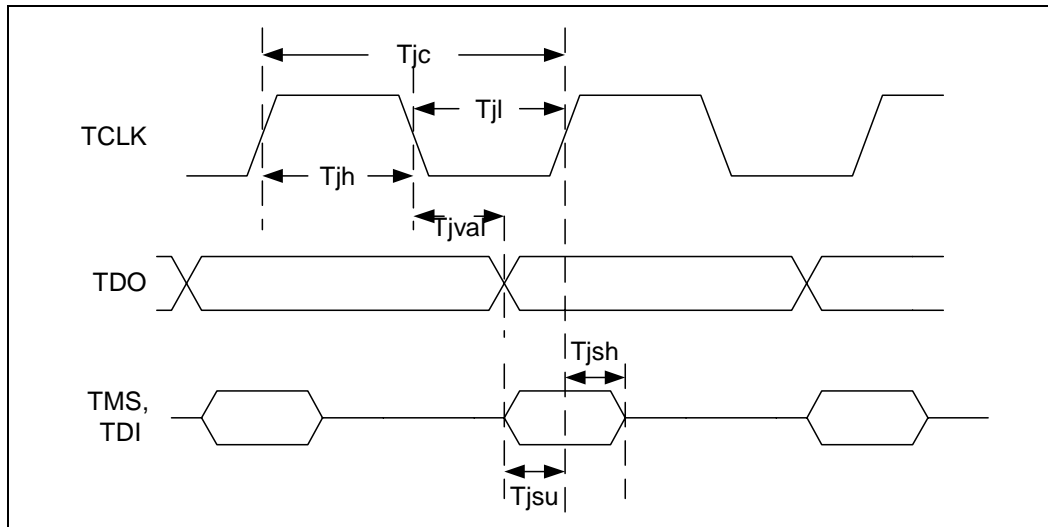 Tjc
TCLK
Tjl
Tjh
Tjval
TDO
Tjsh
TMS,
TDI
Tjsu